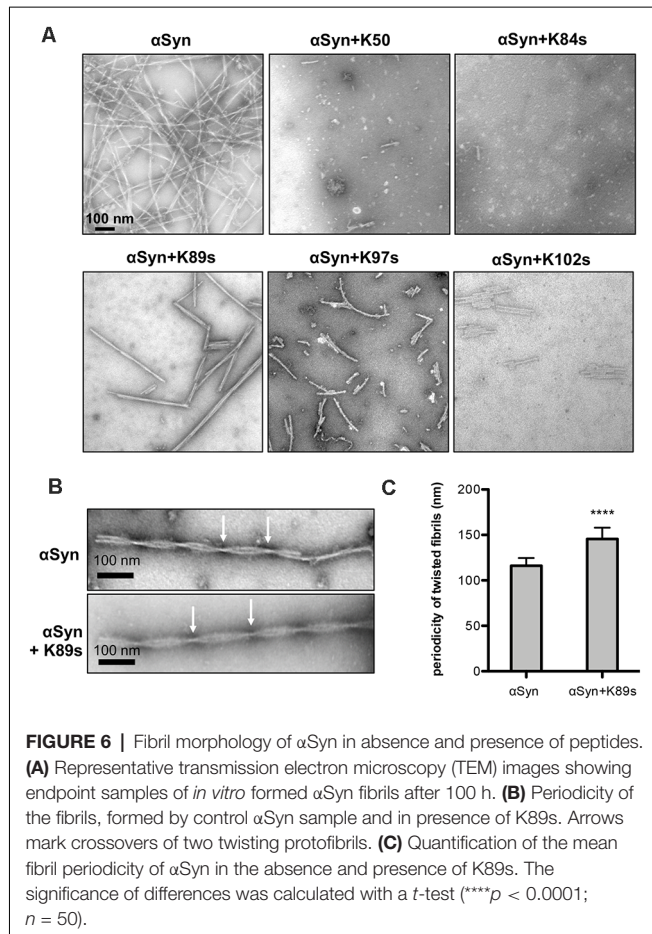 A
αSyn αSyn+K50 αSyn+K84s
100 nm
αSyn+K89s αSyn+K97s αSyn+K102s
B
αSyn
100 nm
αSyn
+ K89s
100 nm
C
periodicity of twisted fibrils (nm)
200
150
100
50
0
****
αSyn αSyn+K89s
FIGURE 6 | Fibril morphology of αSyn in absence and presence of peptides.
(A) Representative transmission electron microscopy (TEM) images showing
endpoint samples of in vitro formed αSyn fibrils after 100 h. (B) Periodicity of
the fibrils, formed by control αSyn sample and in presence of K89s. Arrows
mark crossovers of two twisting protofibrils. (C) Quantification of the mean
fibril periodicity of αSyn in the absence and presence of K89s. The
significance of differences was calculated with a t-test (****p < 0.0001;
n = 50).